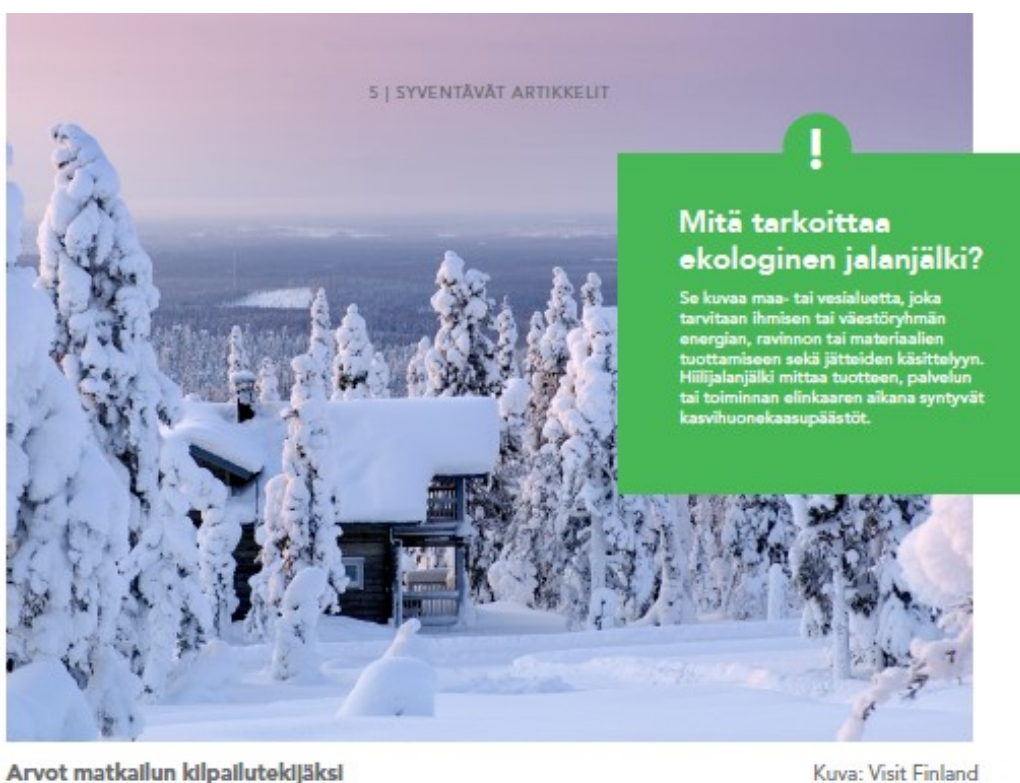 5 | SYVENTÄVÄT ARTIKKELIT
!
Mitä tarkoittaa
ekologinen jalanjälki?
Se kuvaa maa- tai vesialuetta, joka
tarvitaan ihmisen tai väestöryhmän
energian, ravinnon tai materiaalien
tuottamiseen sekä jätteiden käsittelyyn.
Hiilijalanjälki mittaa tuotteen, palvelun
tai toiminnan elinkaaren aikana syntyvät
kasvihuonekaasupäästöt.
Arvot matkailun kilpailutekijäksi
Kuva: Visit Finland